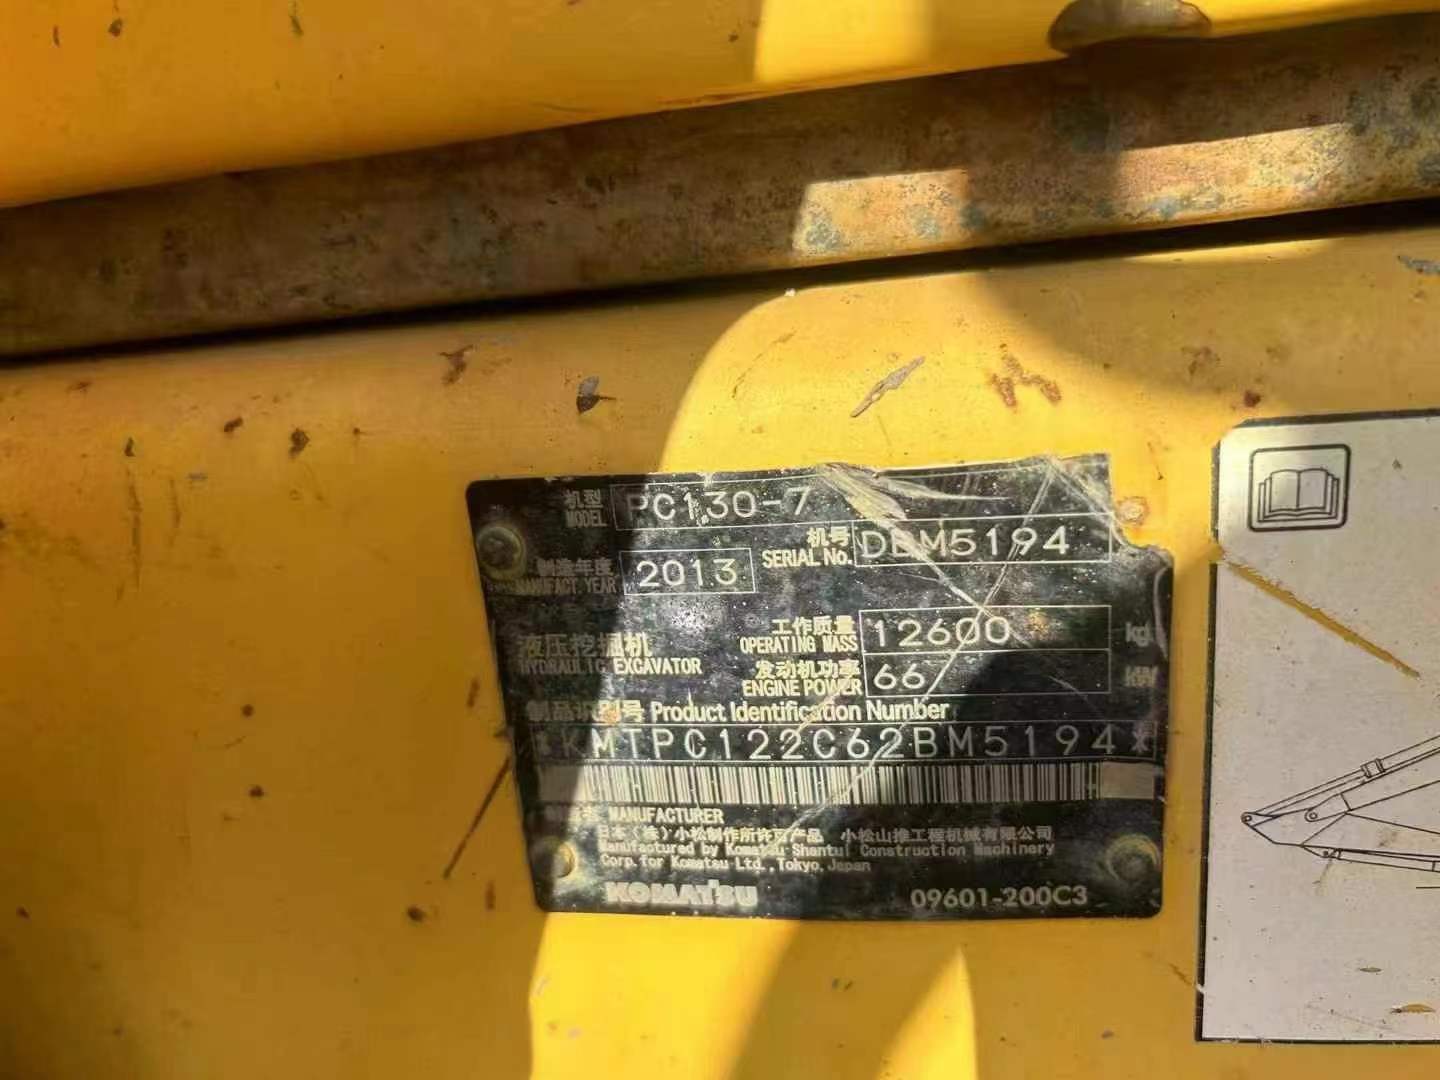 机型 MODEL PC130-7
机号 SERIAL No. DBM5194
制造年度 MANUFACT. YEAR 2013
工作质量 OPERATING MASS 12600 kg
液压挖掘机 HYDRAULIC EXCAVATOR
发动机功率 ENGINE POWER 66 kW
制品识别号 Product Identification Number
*KMTPC122C62BM5194*
MANUFACTURER
日本(株)小松制作所许可产品 小松山推工程机械有限公司
Manufactured by Komatsu Shantui Construction Machinery
Corp. for Komatsu Ltd., Tokyo, Japan
KOMATSU 09601-200C3